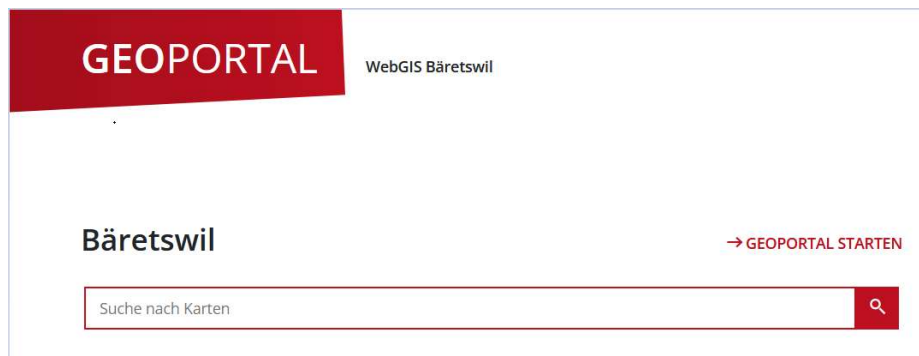 GEOPORTAL WebGIS Bäretswil
Bäretswil
→ GEOPORTAL STARTEN
Suche nach Karten